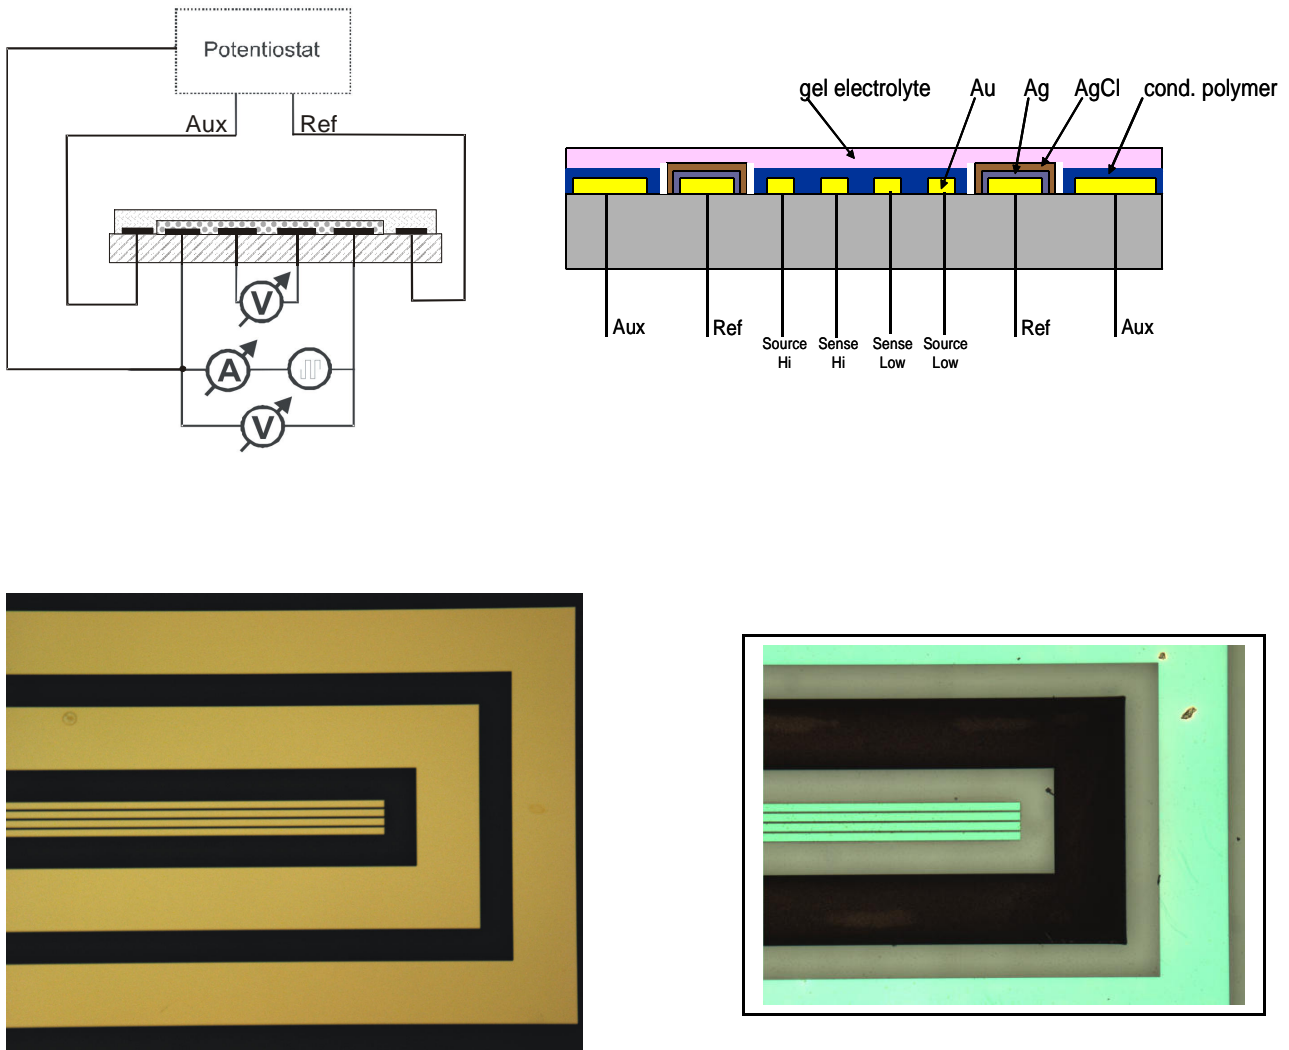 Potentiostat
Aux Ref
V
A
V
gel electrolyte Au Ag AgCl cond. polymer
Aux Ref Source Hi Sense Hi Sense Low Source Low Ref Aux